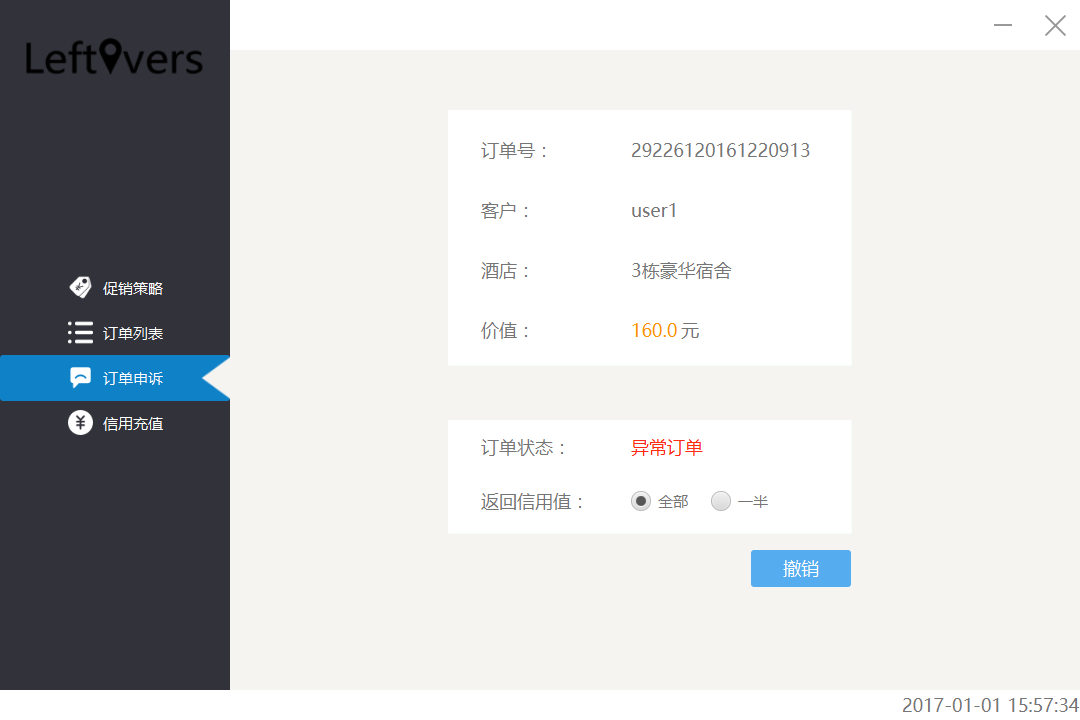 Leftovers
促销策略
订单列表
订单申诉
信用充值
订单号： 29226120161220913
客户： user1
酒店： 3栋豪华宿舍
价值： 160.0 元
订单状态： 异常订单
返回信用值： 全部 一半
撤销
2017-01-01 15:57:34